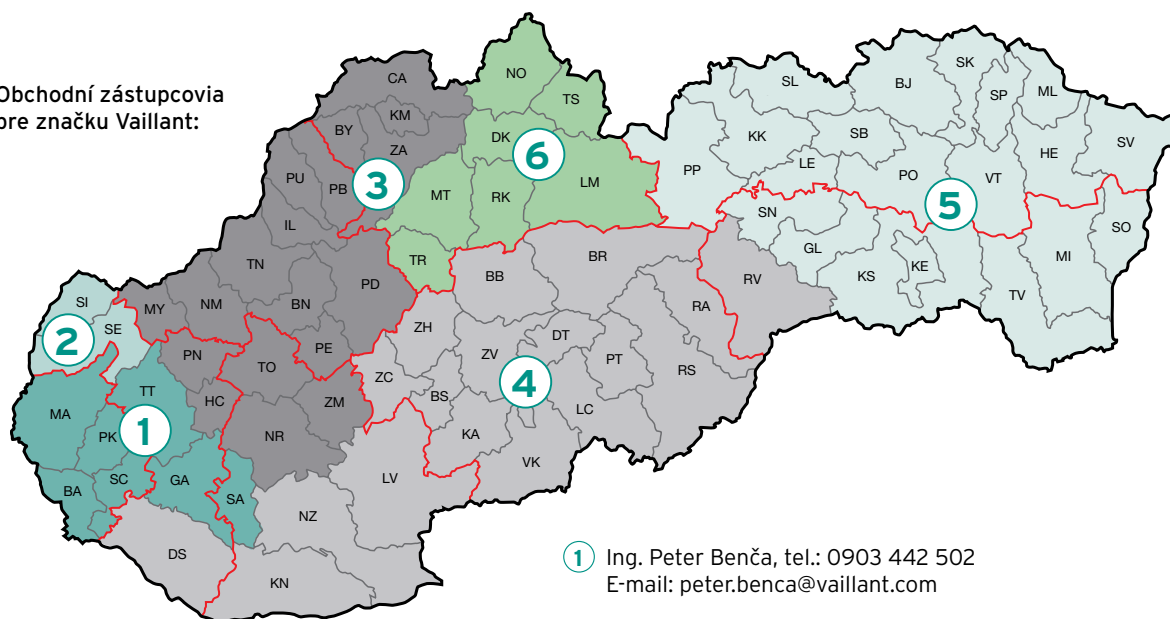 Obchodní zástupcovia
pre značku Vaillant:
CA
NO
TS
BY
KM
ZA
DK
6
SL
BJ
SK
SP
ML
KK
SB
HE
SV
PU
PB
3
MT
RK
LM
PP
LE
PO
VT
5
IL
SN
SO
TN
TR
BR
GL
KS
KE
MI
BB
RV
TV
SI
MY
NM
BN
PD
RA
2
SE
ZH
DT
PN
TO
PE
ZV
PT
RS
ZC
4
TT
HC
ZM
BS
LC
MA
1
PK
NR
KA
VK
SC
GA
SA
LV
BA
NZ
DS
KN
1 Ing. Peter Benča, tel.: 0903 442 502
E-mail: peter.benca@vaillant.com